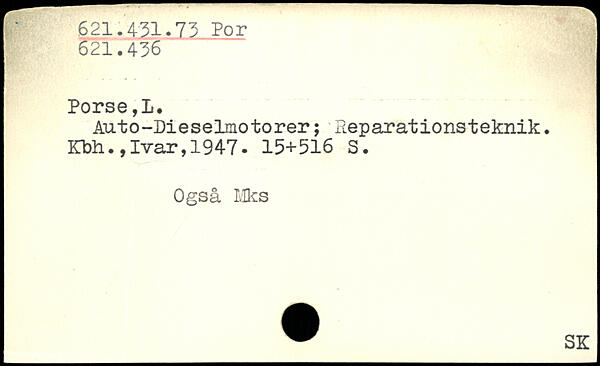 621.431.73 Por
621.436
Porse,L.
Auto-Dieselmotorer; Reparationsteknik.
Kbh.,Ivar,1947. 15+516 S.
Også Mks
SK